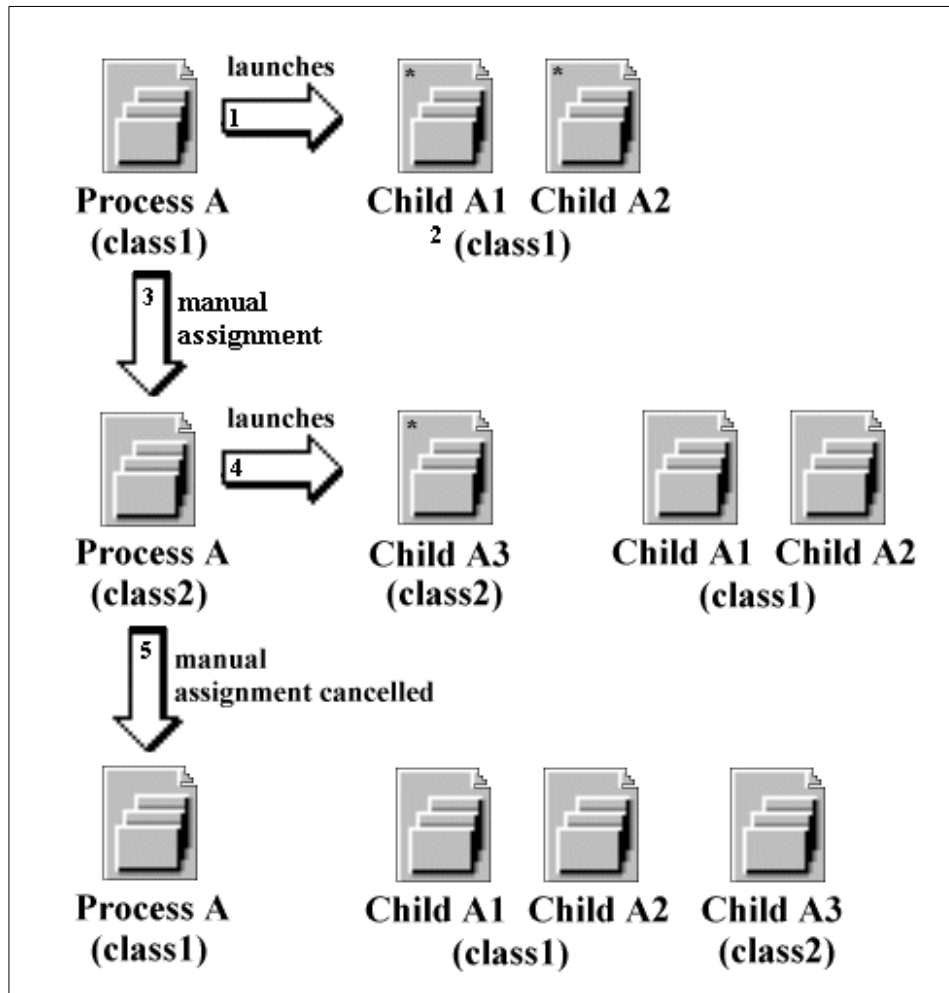 launches
* *
1
Process A Child A1 Child A2
(class1) 2 (class1)
3 manual
assignment
launches
*
4
Process A Child A3 Child A1 Child A2
(class2) (class2) (class1)
5 manual
assignment cancelled
Process A Child A1 Child A2 Child A3
(class1) (class1) (class2)